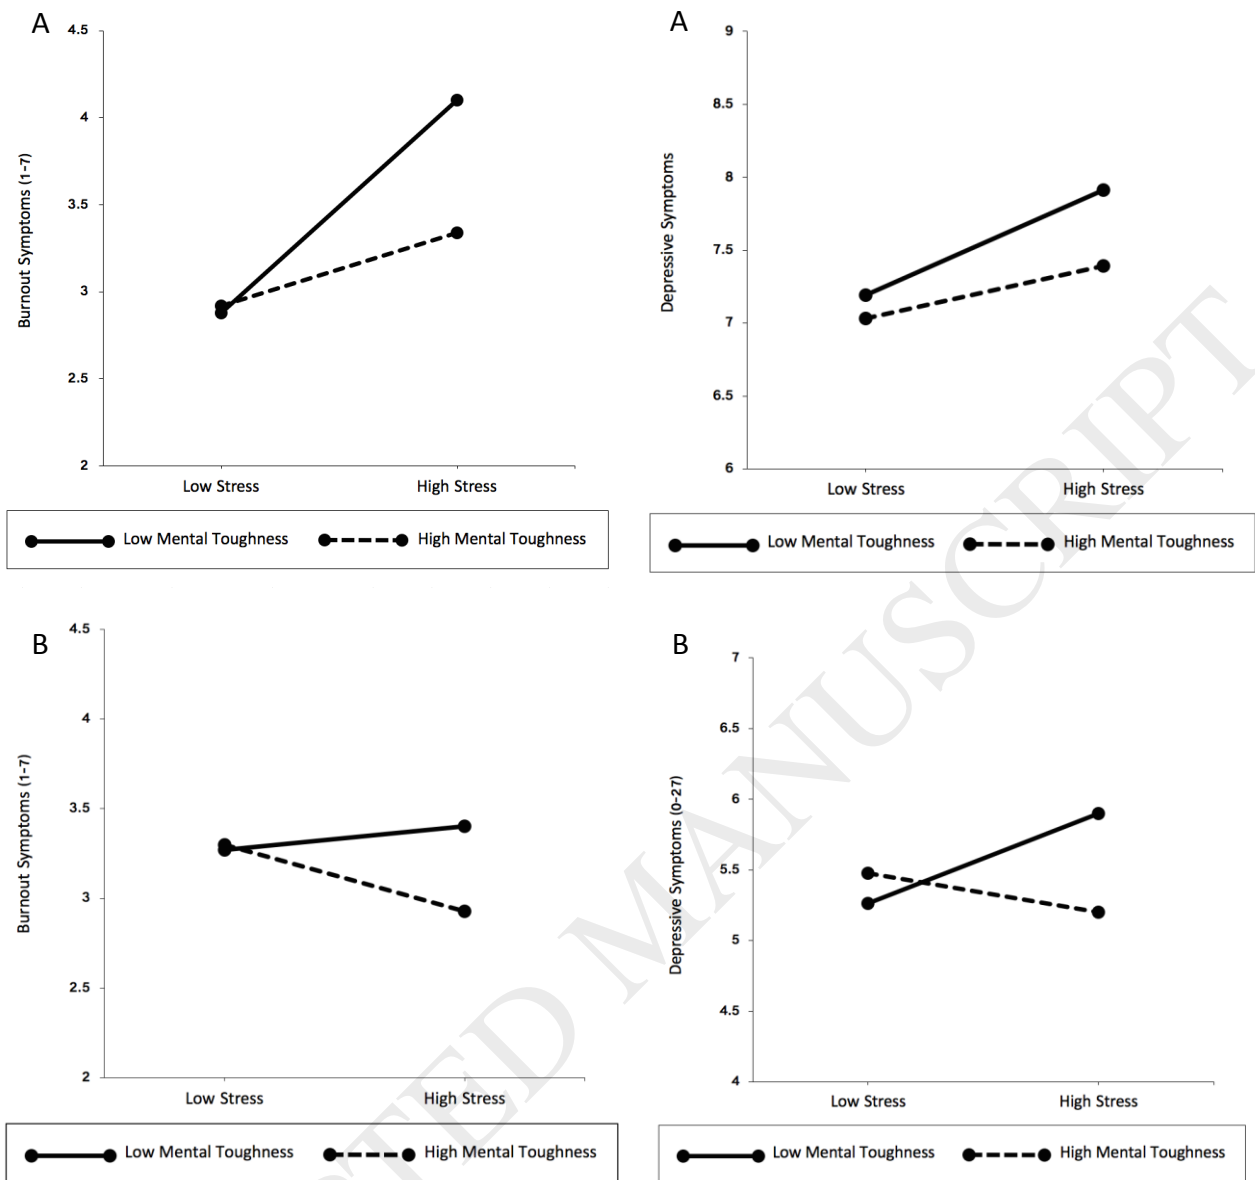 A
4.5
4
3.5
3
2.5
2
Burnout Symptoms (1-7)
Low Stress
High Stress
Low Mental Toughness
High Mental Toughness
A
9
8.5
8
7.5
7
6.5
6
Depressive Symptoms
Low Stress
High Stress
Low Mental Toughness
High Mental Toughness
B
4.5
4
3.5
3
2.5
2
Burnout Symptoms (1-7)
Low Stress
High Stress
Low Mental Toughness
High Mental Toughness
B
7
6.5
6
5.5
5
4.5
4
Depressive Symptoms (0-27)
Low Stress
High Stress
Low Mental Toughness
High Mental Toughness
TED MANUSCRIPT